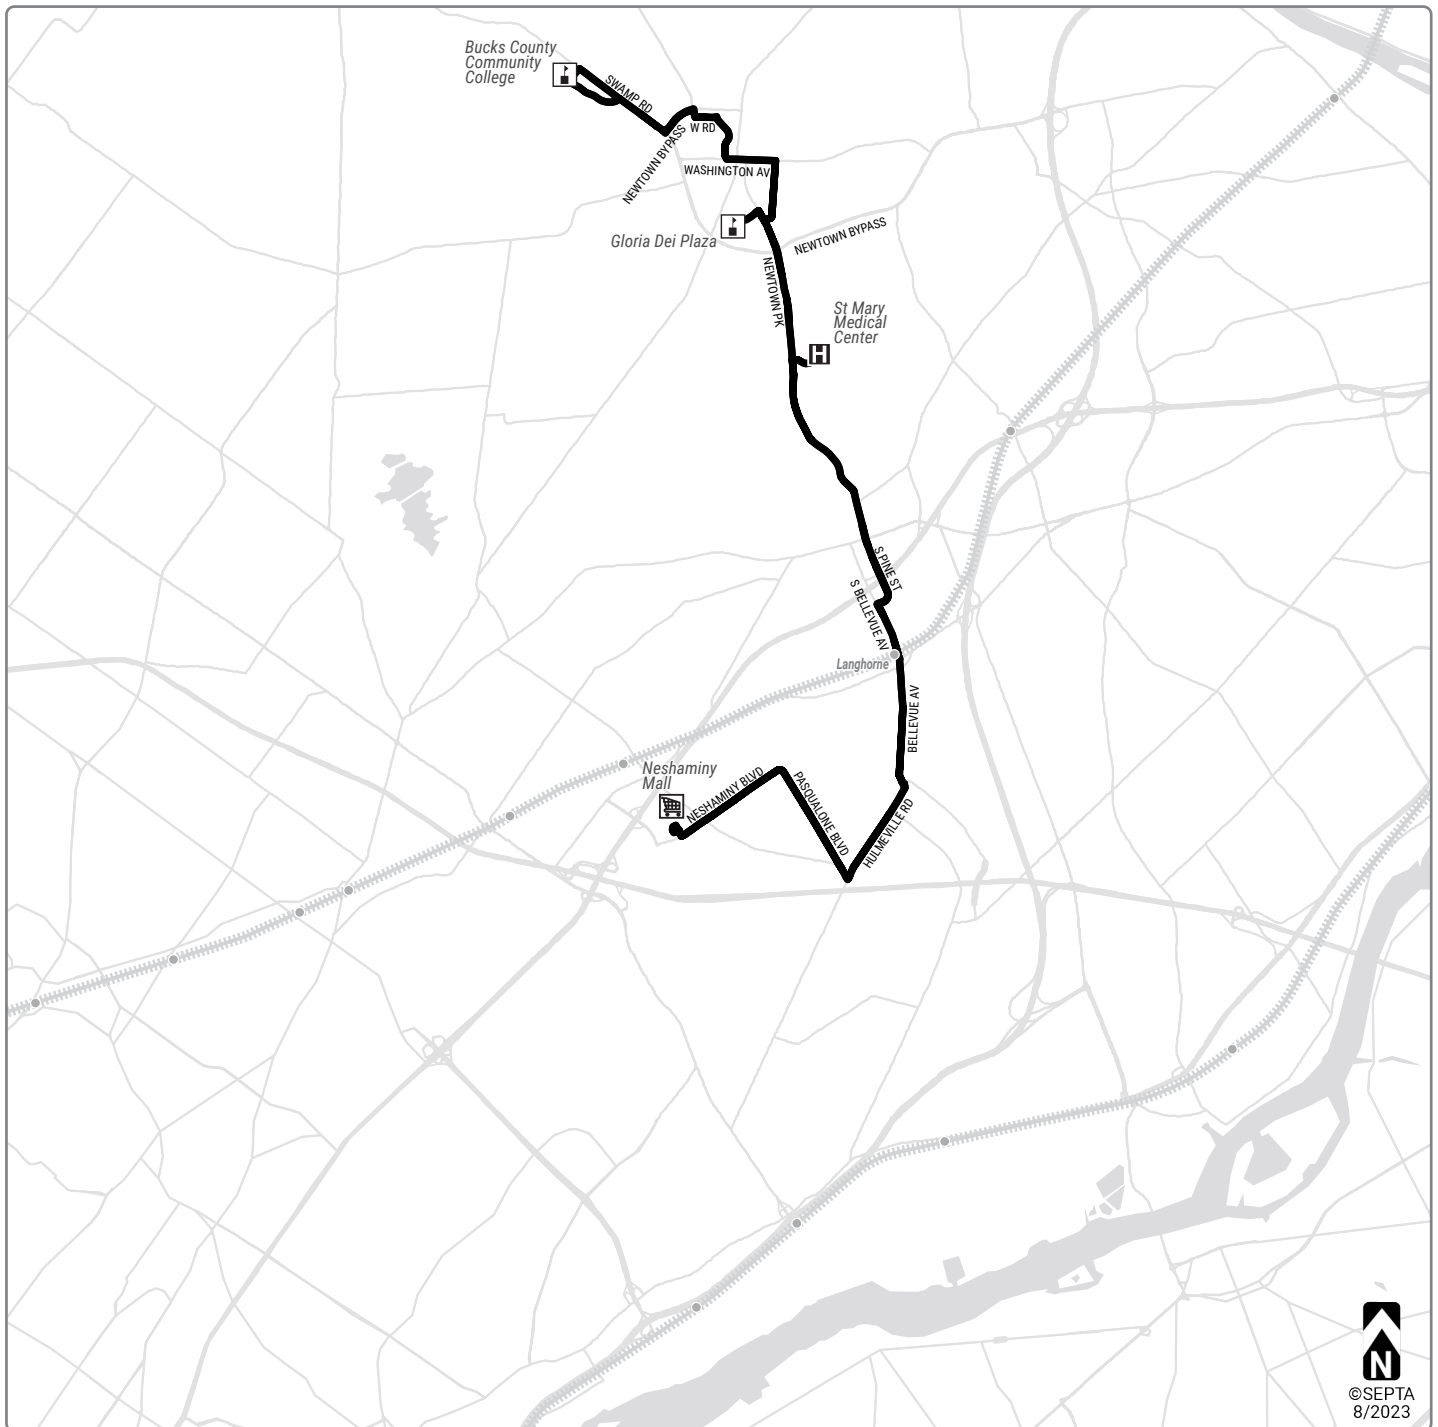 Bucks County
Community
College
SWAMP RD
NEWTOWN BYPASS
W RD
WASHINGTON AV
Gloria Dei Plaza
NEWTOWN BYPASS
NEWTOWN PK
St Mary
Medical
Center
H
S PINE ST
S BELLEVUE AV
Langhorne
BELLEVUE AV
Neshaminy
Mall
NESHAMINY BLVD
PASQUALONE BLVD
HULMEVILLE RD
N
©SEPTA
8/2023